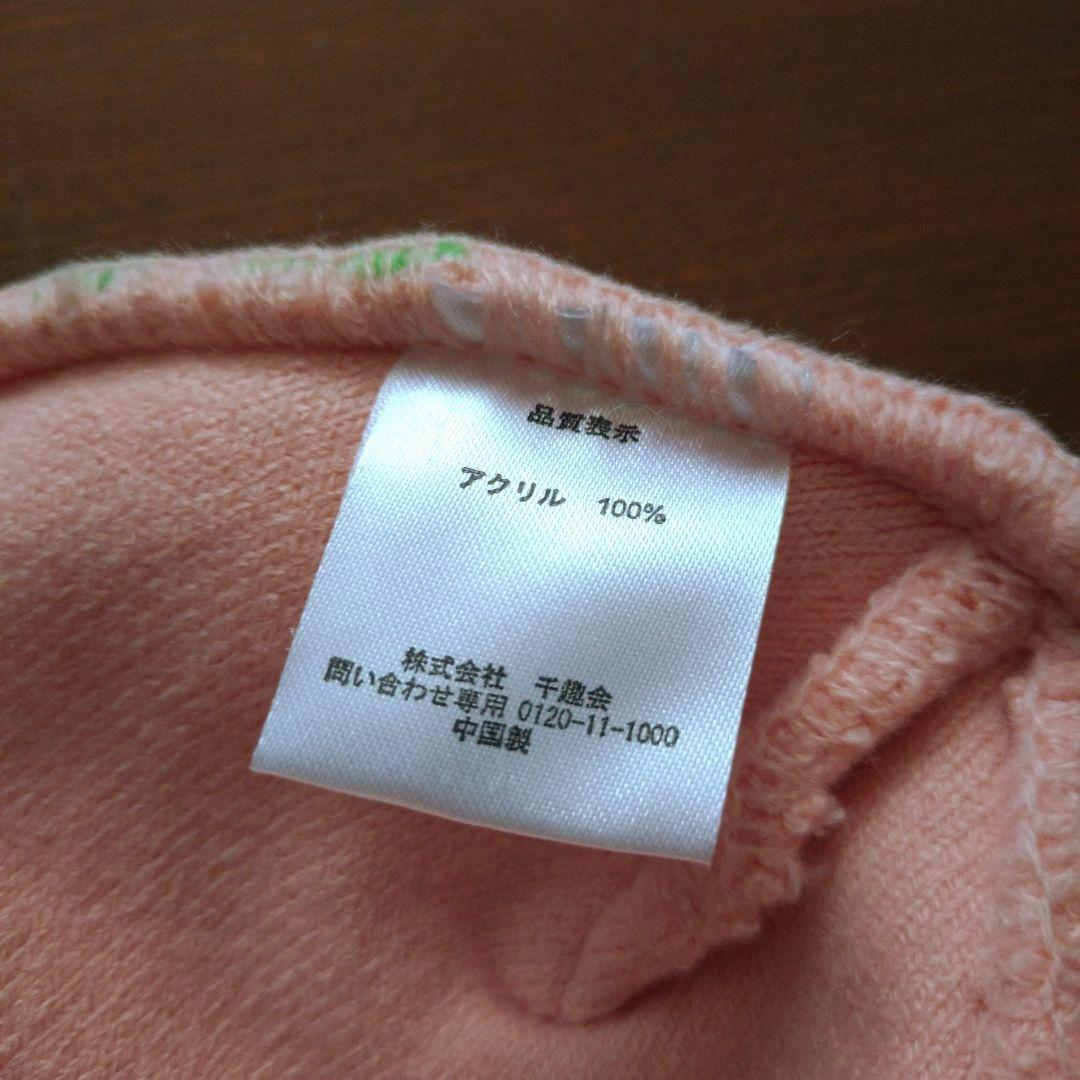 品質表示
アクリル 100%
株式会社 千趣会
問い合わせ専用 0120-11-1000
中国製